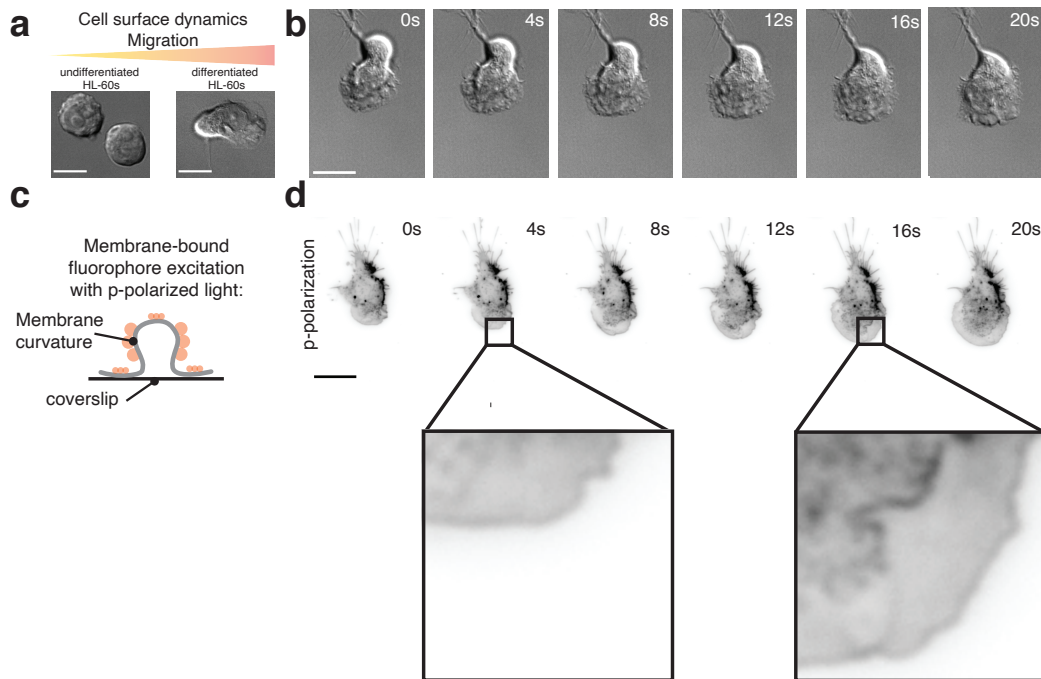 a
Cell surface dynamics
Migration
undifferentiated
HL-60s
differentiated
HL-60s
b
0s
4s
8s
12s
16s
20s
c
Membrane-bound
fluorophore excitation
with p-polarized light:
Membrane
curvature
coverslip
d
p-polarization
0s
4s
8s
12s
16s
20s